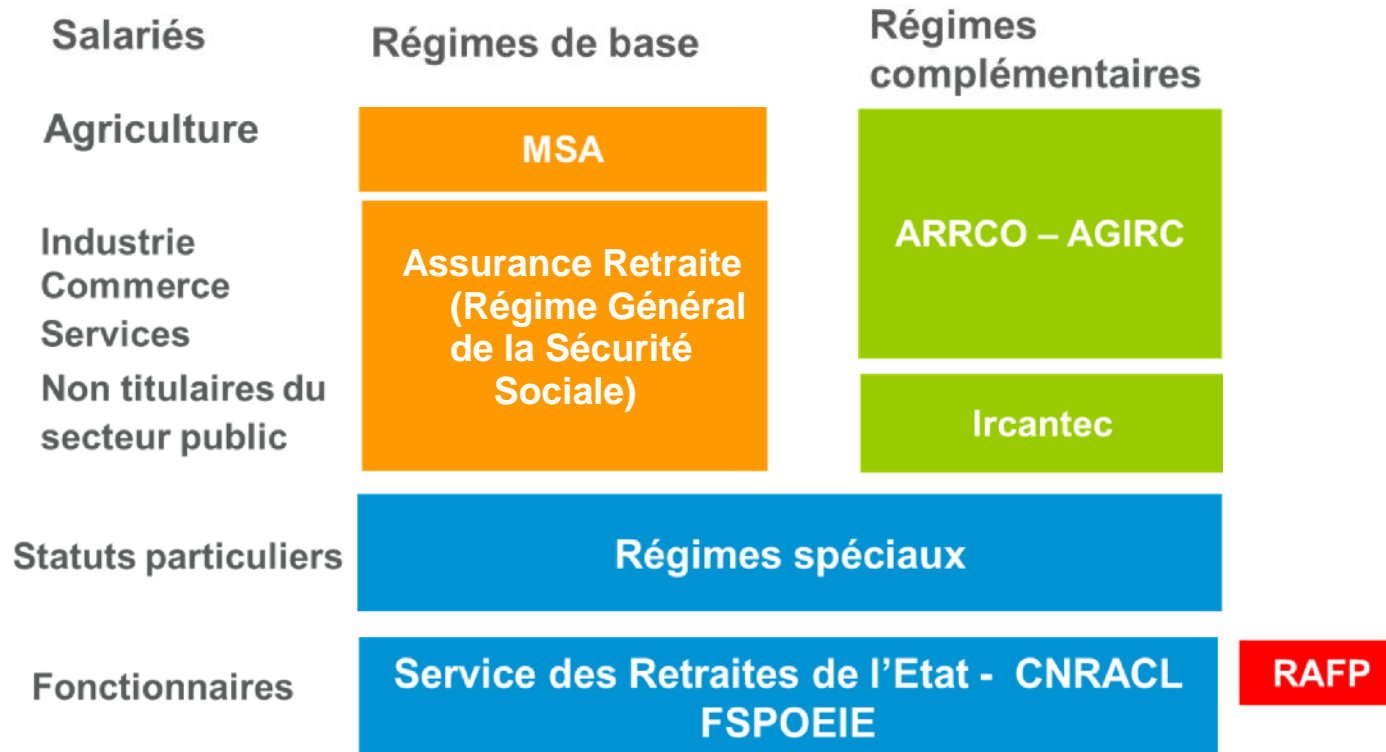 Salariés
Régimes de base
Régimes
complémentaires
Agriculture
MSA
ARRCO – AGIRC
Industrie
Commerce
Services
Assurance Retraite
(Régime Général
de la Sécurité
Sociale)
Non titulaires du
secteur public
Ircantec
Statuts particuliers
Régimes spéciaux
Fonctionnaires
Service des Retraites de l’Etat - CNRACL
FSPOEIE
RAFP